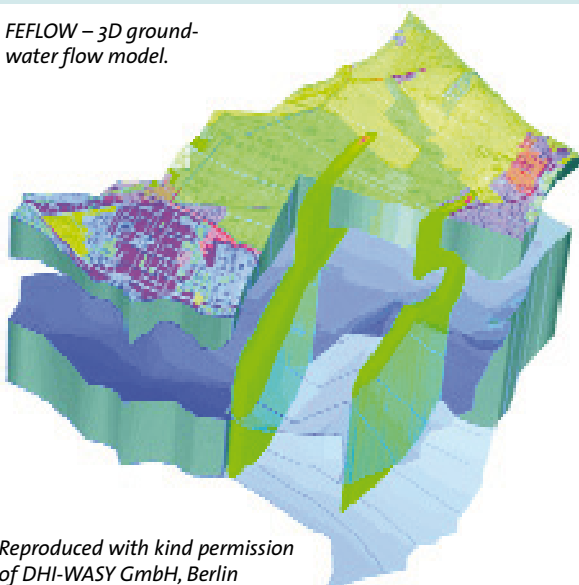 FEFLOW – 3D ground-
water flow model.
Reproduced with kind permission
of DHI-WASY GmbH, Berlin